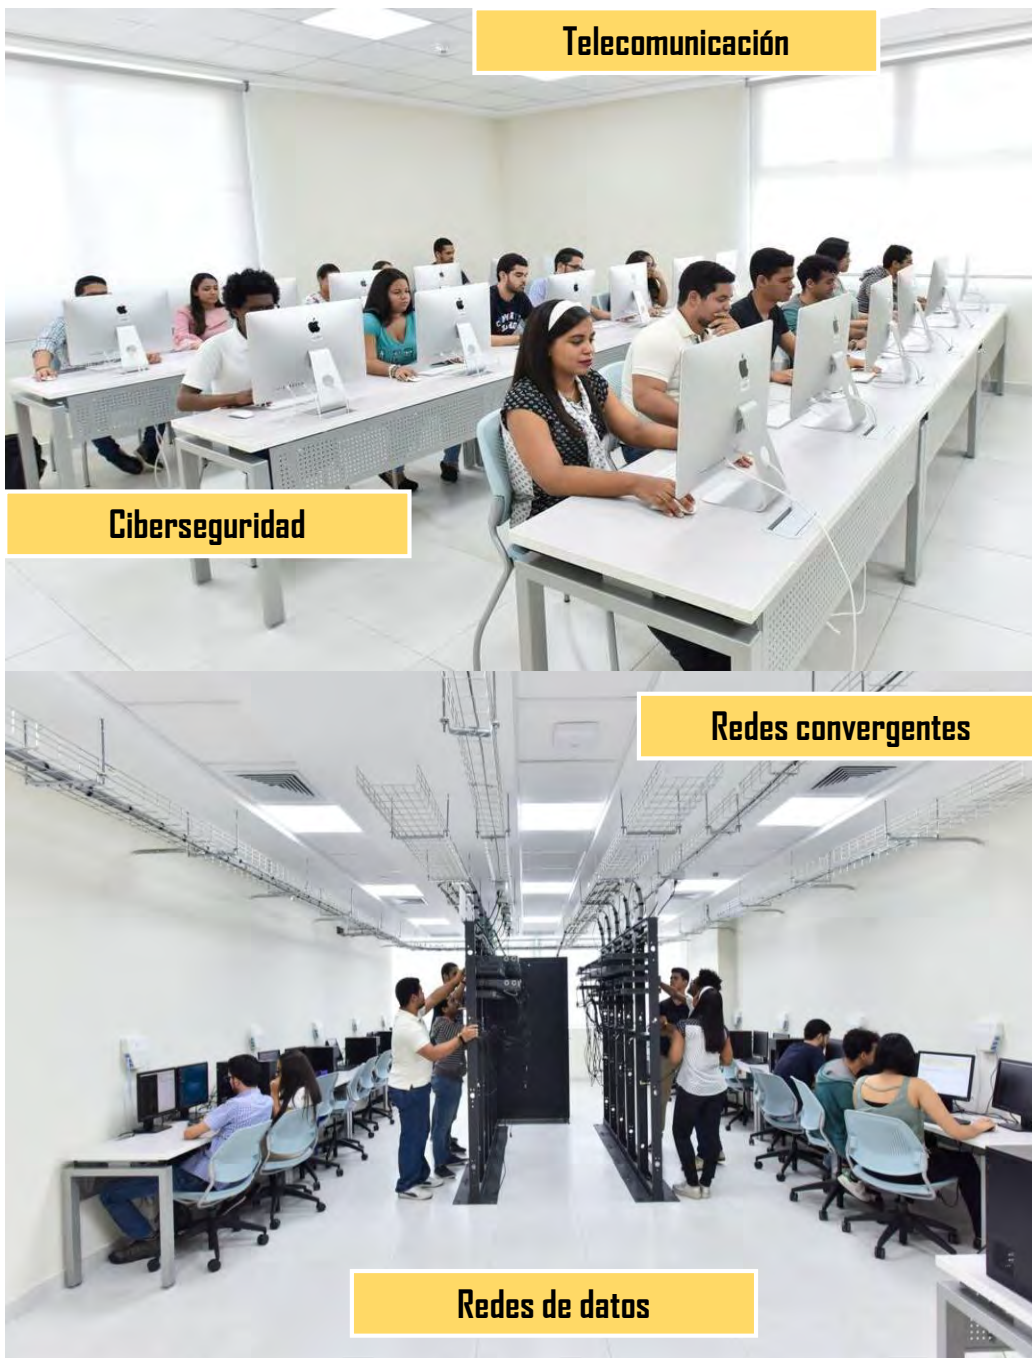 Telecomunicación
Ciberseguridad
Redes convergentes
Redes de datos